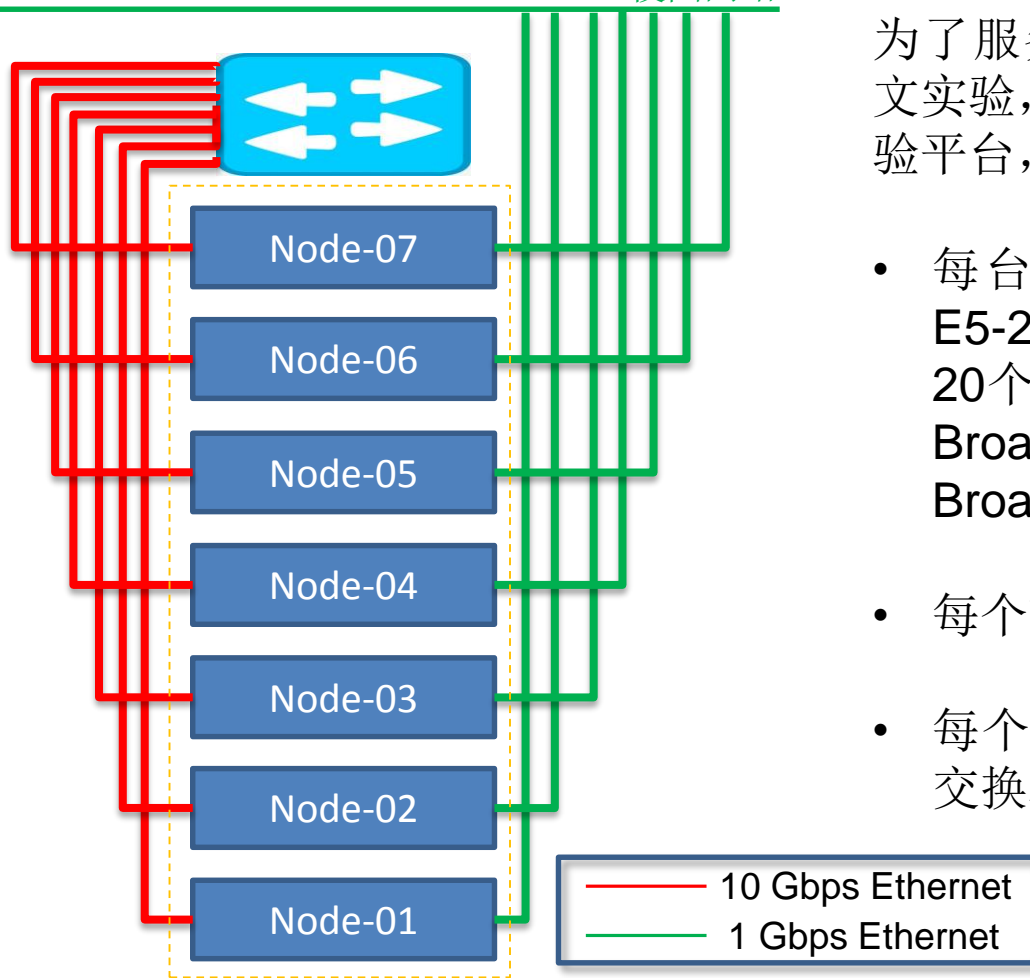 Node-07
Node-06
Node-05
Node-04
Node-03
Node-02
Node-01
为了服
文实验，
验平台，
• 每台
E5-2
20个
Broa
Broa
• 每个
• 每个
交换
10 Gbps Ethernet
1 Gbps Ethernet